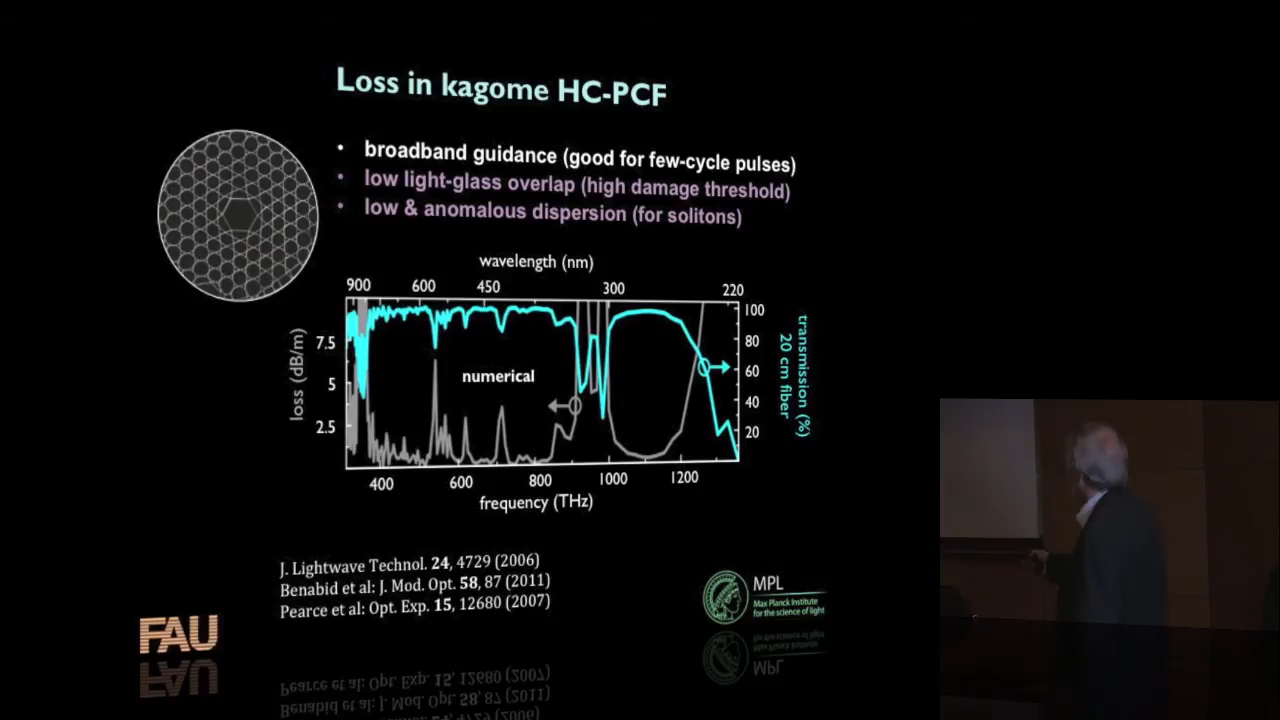 Loss in kagome HC-PCF
• broadband guidance (good for few-cycle pulses)
• low light-glass overlap (high damage threshold)
• low & anomalous dispersion (for solitons)
wavelength (nm)
900 600 450 300 220
loss (dB/m)
7.5
5
2.5
numerical
100
80
60
40
20
transmission (%)
20 cm fiber
400 600 800 1000 1200
frequency (THz)
J. Lightwave Technol. 24, 4729 (2006)
Benabid et al: J. Mod. Opt. 58, 87 (2011)
Pearce et al: Opt. Exp. 15, 12680 (2007)
FAU
MPL
Max Planck Institute
for the science of light